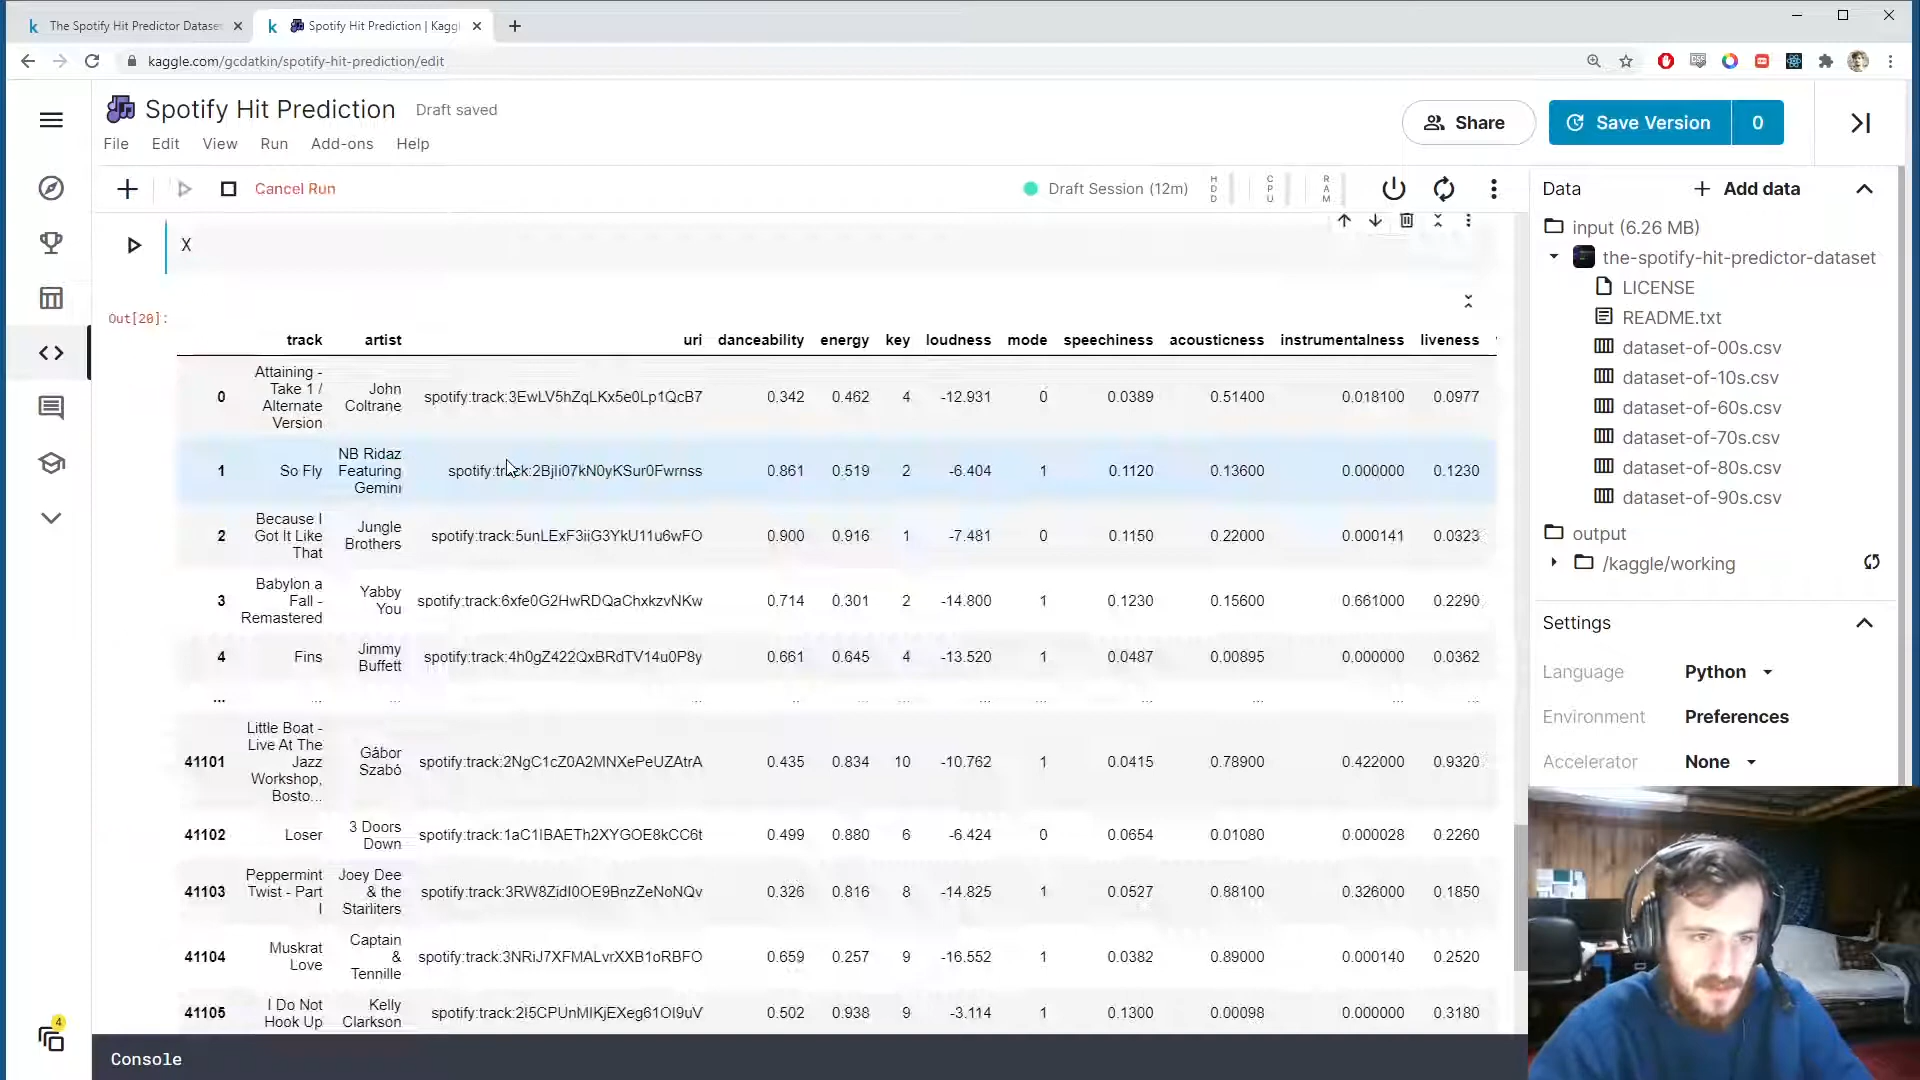 The Spotify Hit Predictor Datase
Spotify Hit Prediction | Kagg
kaggle.com/gcdatkin/spotify-hit-prediction/edit
Spotify Hit Prediction
Draft saved
Share
Save Version
0
File
Edit
View
Run
Add-ons
Help
Cancel Run
Draft Session (12m)
HDD
CPU
RAM
X
Out[20]:
track artist uri danceability energy key loudness mode speechiness acousticness instrumentalness liveness
0 Attaining - Take 1 / Alternate Version John Coltrane spotify:track:3EwLV5hZqLKx5e0Lp1QcB7 0.342 0.462 4 -12.931 0 0.0389 0.51400 0.018100 0.0977
1 So Fly NB Ridaz Featuring Gemini spotify:track:2Bjli07kN0yKSur0Fwrnss 0.861 0.519 2 -6.404 1 0.1120 0.13600 0.000000 0.1230
2 Because I Got It Like That Jungle Brothers spotify:track:5unLExF3iiG3YkU11u6wFO 0.900 0.916 1 -7.481 0 0.1150 0.22000 0.000141 0.0323
3 Babylon a Fall - Remastered Yabby You spotify:track:6xfe0G2HwRDQaChxkzvNKw 0.714 0.301 2 -14.800 1 0.1230 0.15600 0.661000 0.2290
4 Fins Jimmy Buffett spotify:track:4h0gZ422QxBRdTV14u0P8y 0.661 0.645 4 -13.520 1 0.0487 0.00895 0.000000 0.0362
... ... ... ... ... ... ... ... ... ... ... ...
41101 Little Boat - Live At The Jazz Workshop, Bosto... Gábor Szabó spotify:track:2NgC1cZ0A2MNXePeUZAtrA 0.435 0.834 10 -10.762 1 0.0415 0.78900 0.422000 0.9320
41102 Loser 3 Doors Down spotify:track:1aC1IBAETh2XYGOE8kCC6t 0.499 0.880 6 -6.424 0 0.0654 0.01080 0.000028 0.2260
41103 Peppermint Twist - Part I Joey Dee & the Starliters spotify:track:3RW8ZidI0OE9BnzZeNoNQv 0.326 0.816 8 -14.825 1 0.0527 0.88100 0.326000 0.1850
41104 Muskrat Love Captain & Tennille spotify:track:3NRiJ7XFMALvrXXB1oRBFO 0.659 0.257 9 -16.552 1 0.0382 0.89000 0.000140 0.2520
41105 I Do Not Hook Up Kelly Clarkson spotify:track:2I5CPUnMIKjEXeg61OI9uV 0.502 0.938 9 -3.114 1 0.1300 0.00098 0.000000 0.3180
Console
4
Data
Add data
input (6.26 MB)
the-spotify-hit-predictor-dataset
LICENSE
README.txt
dataset-of-00s.csv
dataset-of-10s.csv
dataset-of-60s.csv
dataset-of-70s.csv
dataset-of-80s.csv
dataset-of-90s.csv
output
/kaggle/working
Settings
Language Python
Environment Preferences
Accelerator None